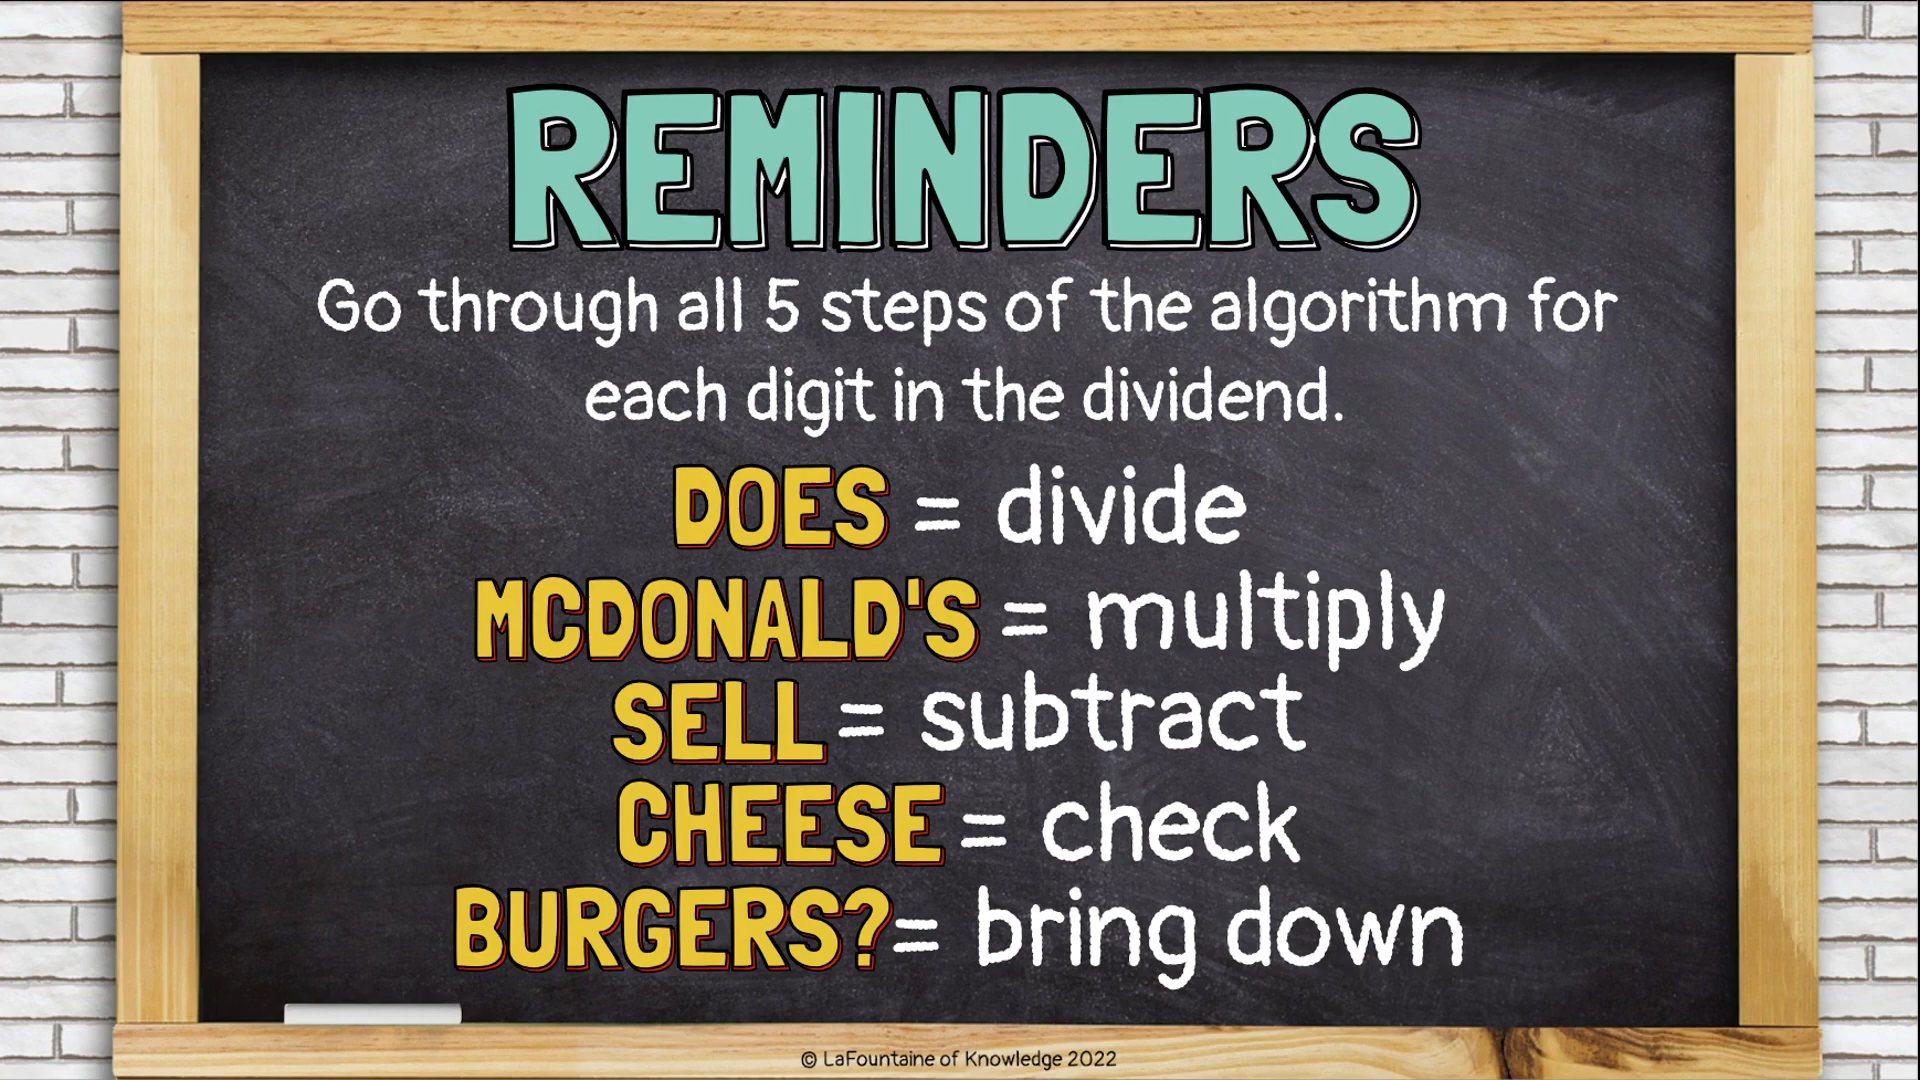 REMINDERS
Go through all 5 steps of the algorithm for
each digit in the dividend.
DOES = divide
MCDONALD'S = multiply
SELL = subtract
CHEESE = check
BURGERS? = bring down
© LaFountaine of Knowledge 2022